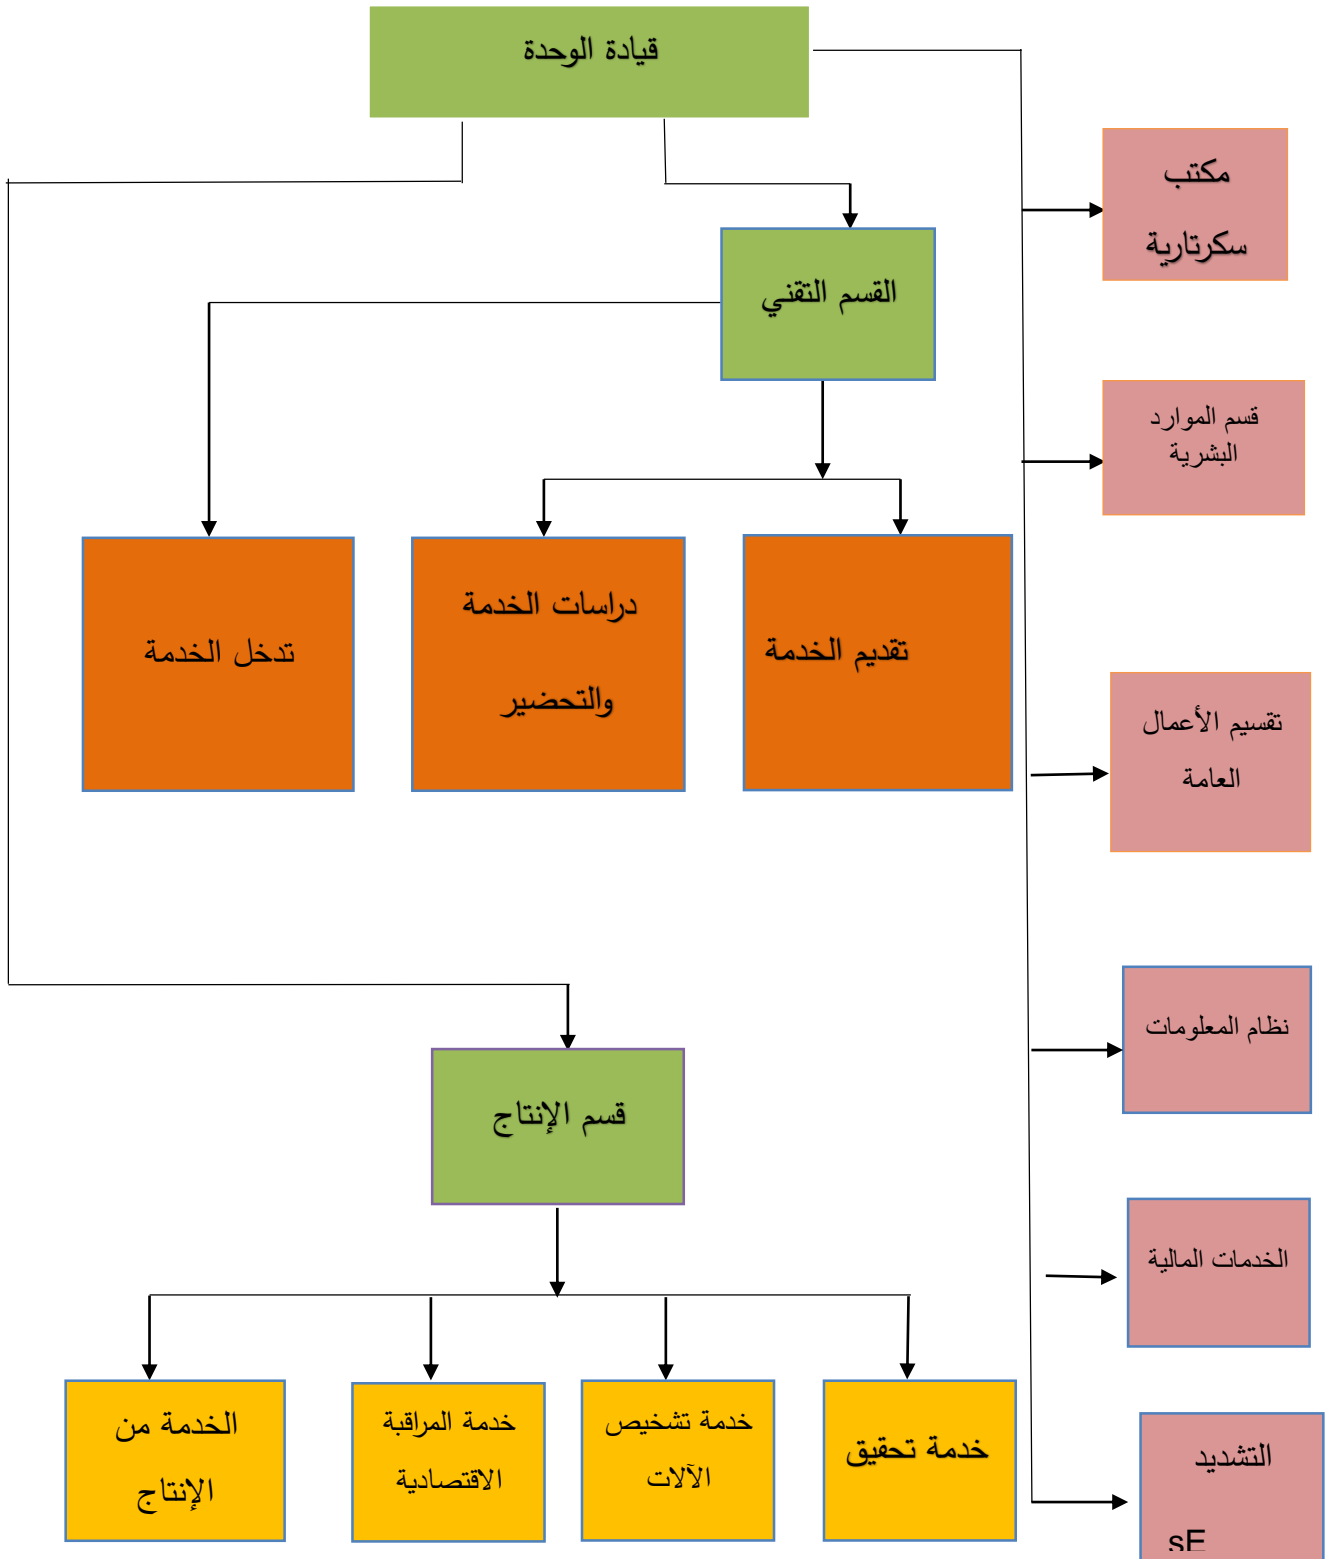 قيادة الوحدة
مكتب
سكرتارية
القسم التقني
قسم الموارد
البشرية
تقديم الخدمة
دراسات الخدمة
والتحضير
تدخل الخدمة
تقسيم الأعمال
العامة
نظام المعلومات
قسم الإنتاج
الخدمات المالية
خدمة تحقيق
خدمة تشخيص
الآلات
خدمة المراقبة
الاقتصادية
الخدمة من
الإنتاج
التشديد
sE